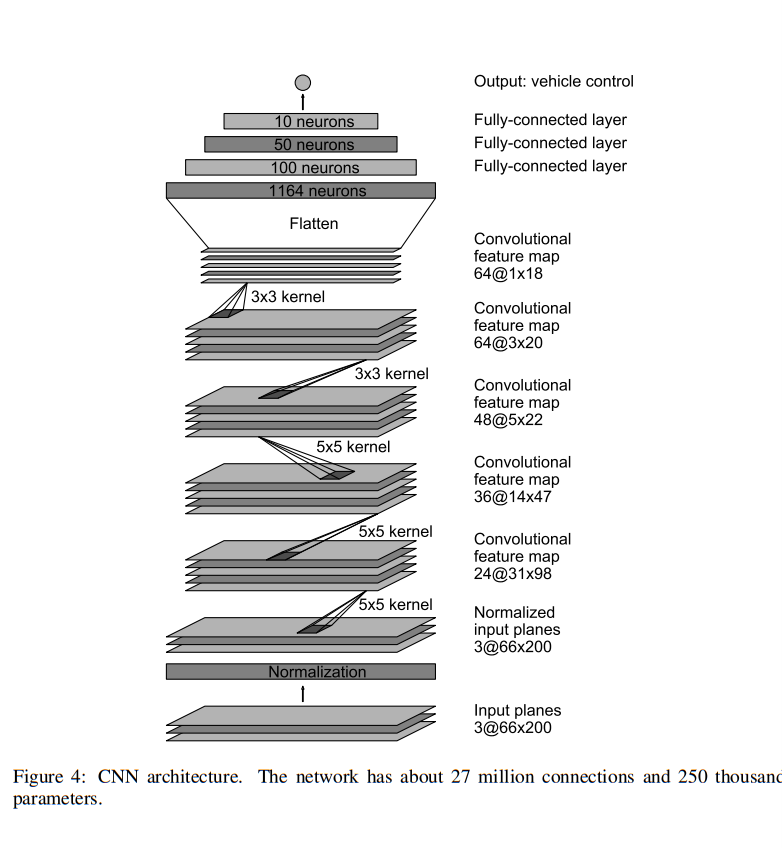 Output: vehicle control
10 neurons
Fully-connected layer
50 neurons
Fully-connected layer
100 neurons
Fully-connected layer
1164 neurons
Flatten
Convolutional
feature map
64@1x18
3x3 kernel
Convolutional
feature map
64@3x20
3x3 kernel
Convolutional
feature map
48@5x22
5x5 kernel
Convolutional
feature map
36@14x47
5x5 kernel
Convolutional
feature map
24@31x98
5x5 kernel
Normalized
input planes
3@66x200
Normalization
Input planes
3@66x200
Figure 4: CNN architecture. The network has about 27 million connections and 250 thousand
parameters.